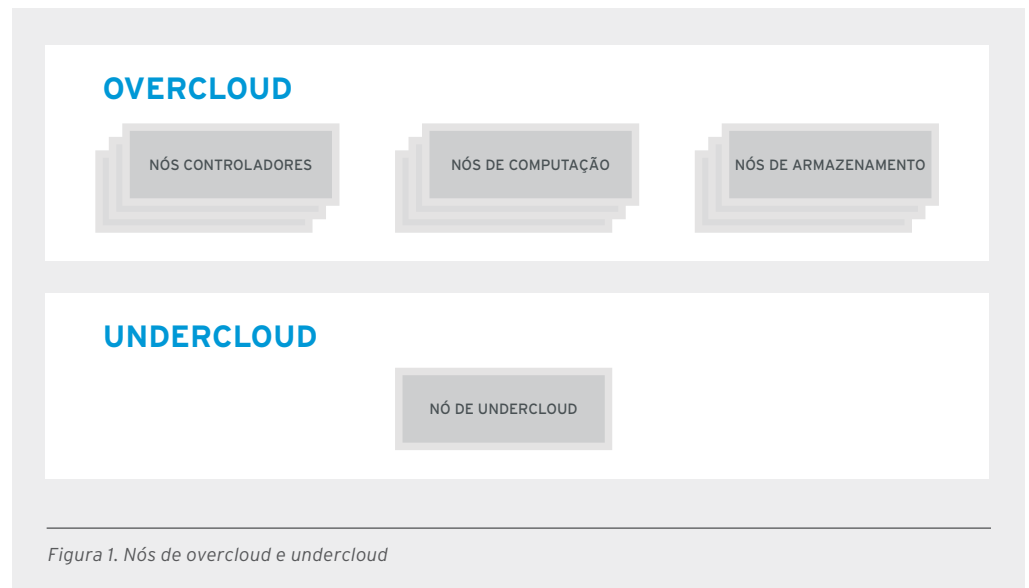 OVERCLOUD
NÓS CONTROLADORES
NÓS DE COMPUTAÇÃO
NÓS DE ARMAZENAMENTO
UNDERCLOUD
NÓ DE UNDERCLOUD
Figura 1. Nós de overcloud e undercloud